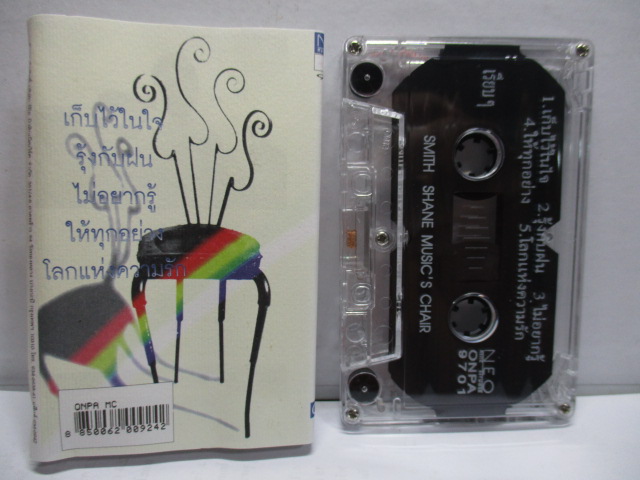 เก็บไว้ในใจ
รุ้งกับฝน
ไม่อยากรู้
ให้ทุกอย่าง
โลกแห่งความรัก
ONPA MC
8 850062 009242
SMITH SHANE MUSIC'S CHAIR
1.เก็บไว้ในใจ 2.รุ้งกับฝน 3.ไม่อยากรู้
4.ให้ทุกอย่าง 5.โลกแห่งความรัก
NEO
ONPA
9701